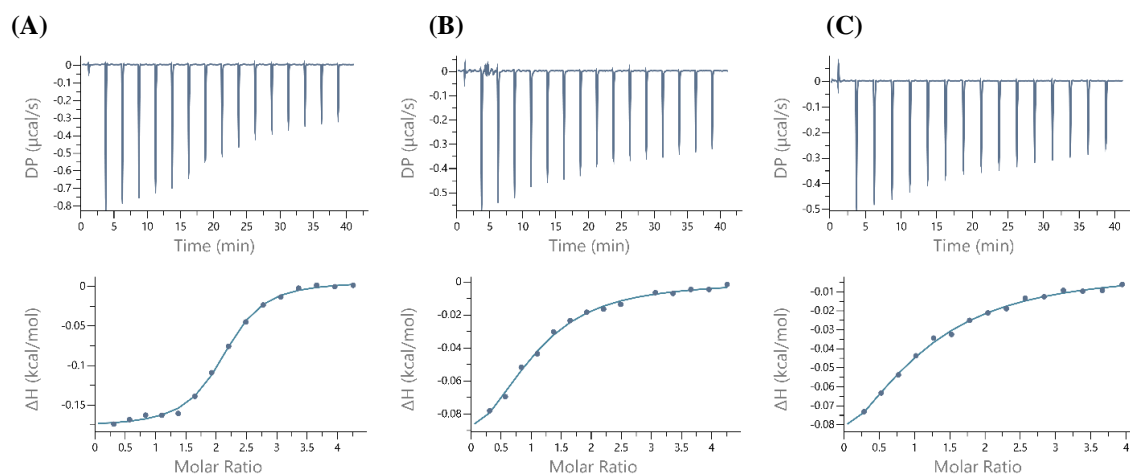 (A) (B) (C)
DP (μcal/s)
0
-0.1
-0.2
-0.3
-0.4
-0.5
-0.6
-0.7
-0.8
0 5 10 15 20 25 30 35 40
Time (min)
DP (μcal/s)
0
-0.1
-0.2
-0.3
-0.4
-0.5
0 5 10 15 20 25 30 35 40
Time (min)
DP (μcal/s)
0
-0.1
-0.2
-0.3
-0.4
-0.5
0 5 10 15 20 25 30 35 40
Time (min)
ΔH (kcal/mol)
0
-0.05
-0.1
-0.15
0 0.5 1 1.5 2 2.5 3 3.5 4
Molar Ratio
ΔH (kcal/mol)
0
-0.02
-0.04
-0.06
-0.08
0 0.5 1 1.5 2 2.5 3 3.5 4
Molar Ratio
ΔH (kcal/mol)
-0.01
-0.02
-0.03
-0.04
-0.05
-0.06
-0.07
-0.08
0 0.5 1 1.5 2 2.5 3 3.5 4
Molar Ratio